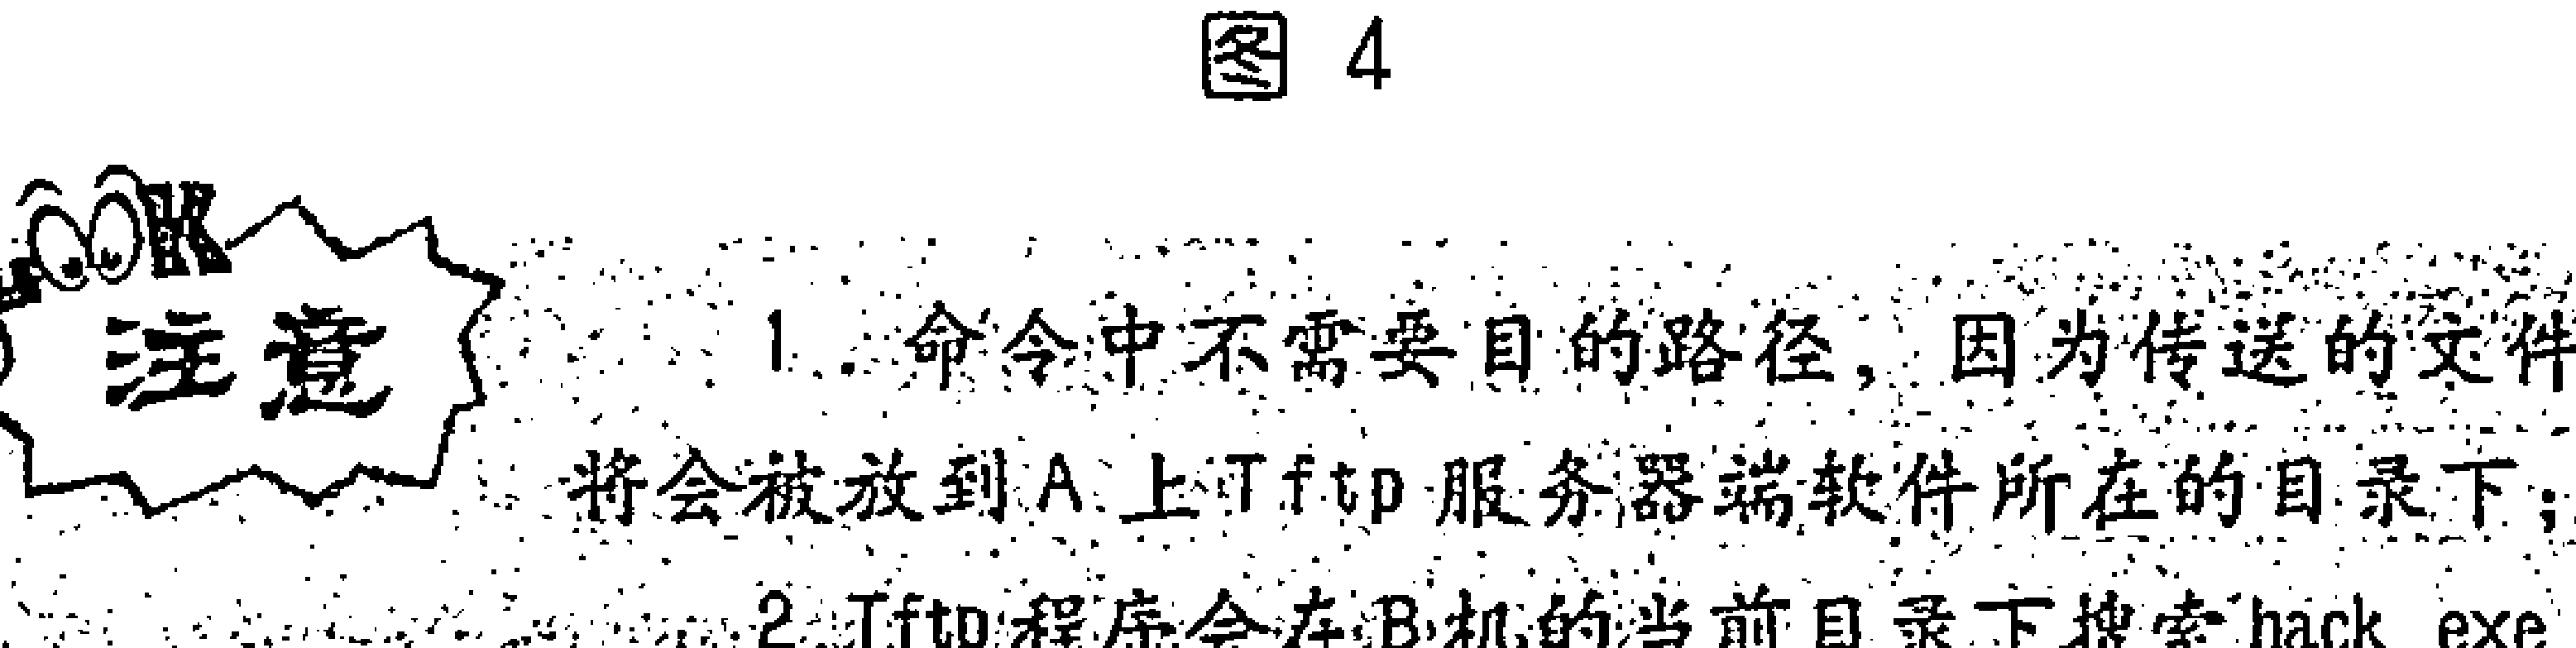 图 4
注意
1. 命令中不需要目的路径，因为传送的文件
将会被放到A上Tftp服务器端软件所在的目录下；
2.Tftp程序会在B机的当前目录下搜索hack.exe